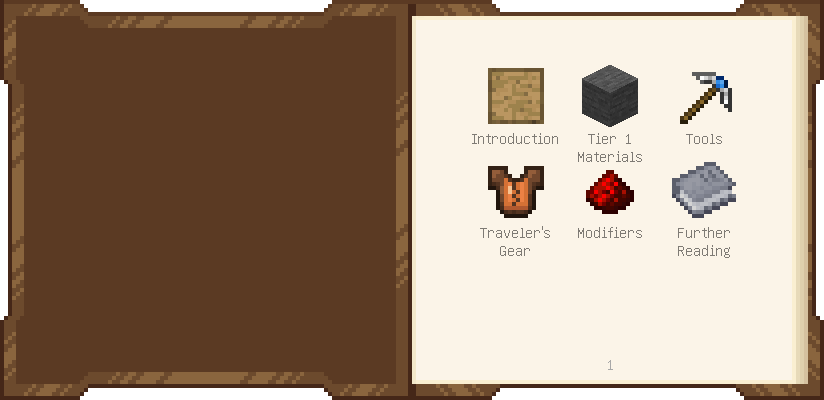 Introduction
Tier 1
Materials
Tools
Traveler's
Gear
Modifiers
Further
Reading
1